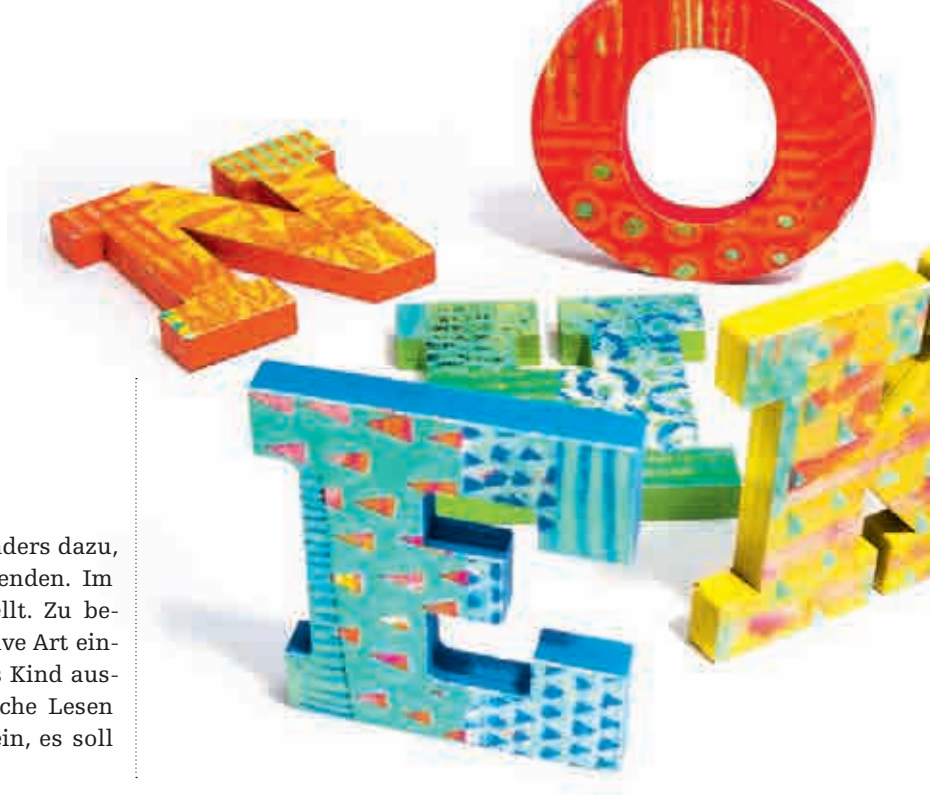 O
N
E
nders dazu,
enden. Im
llt. Zu be-
ve Art ein-
s Kind aus-
che Lesen
ein, es soll